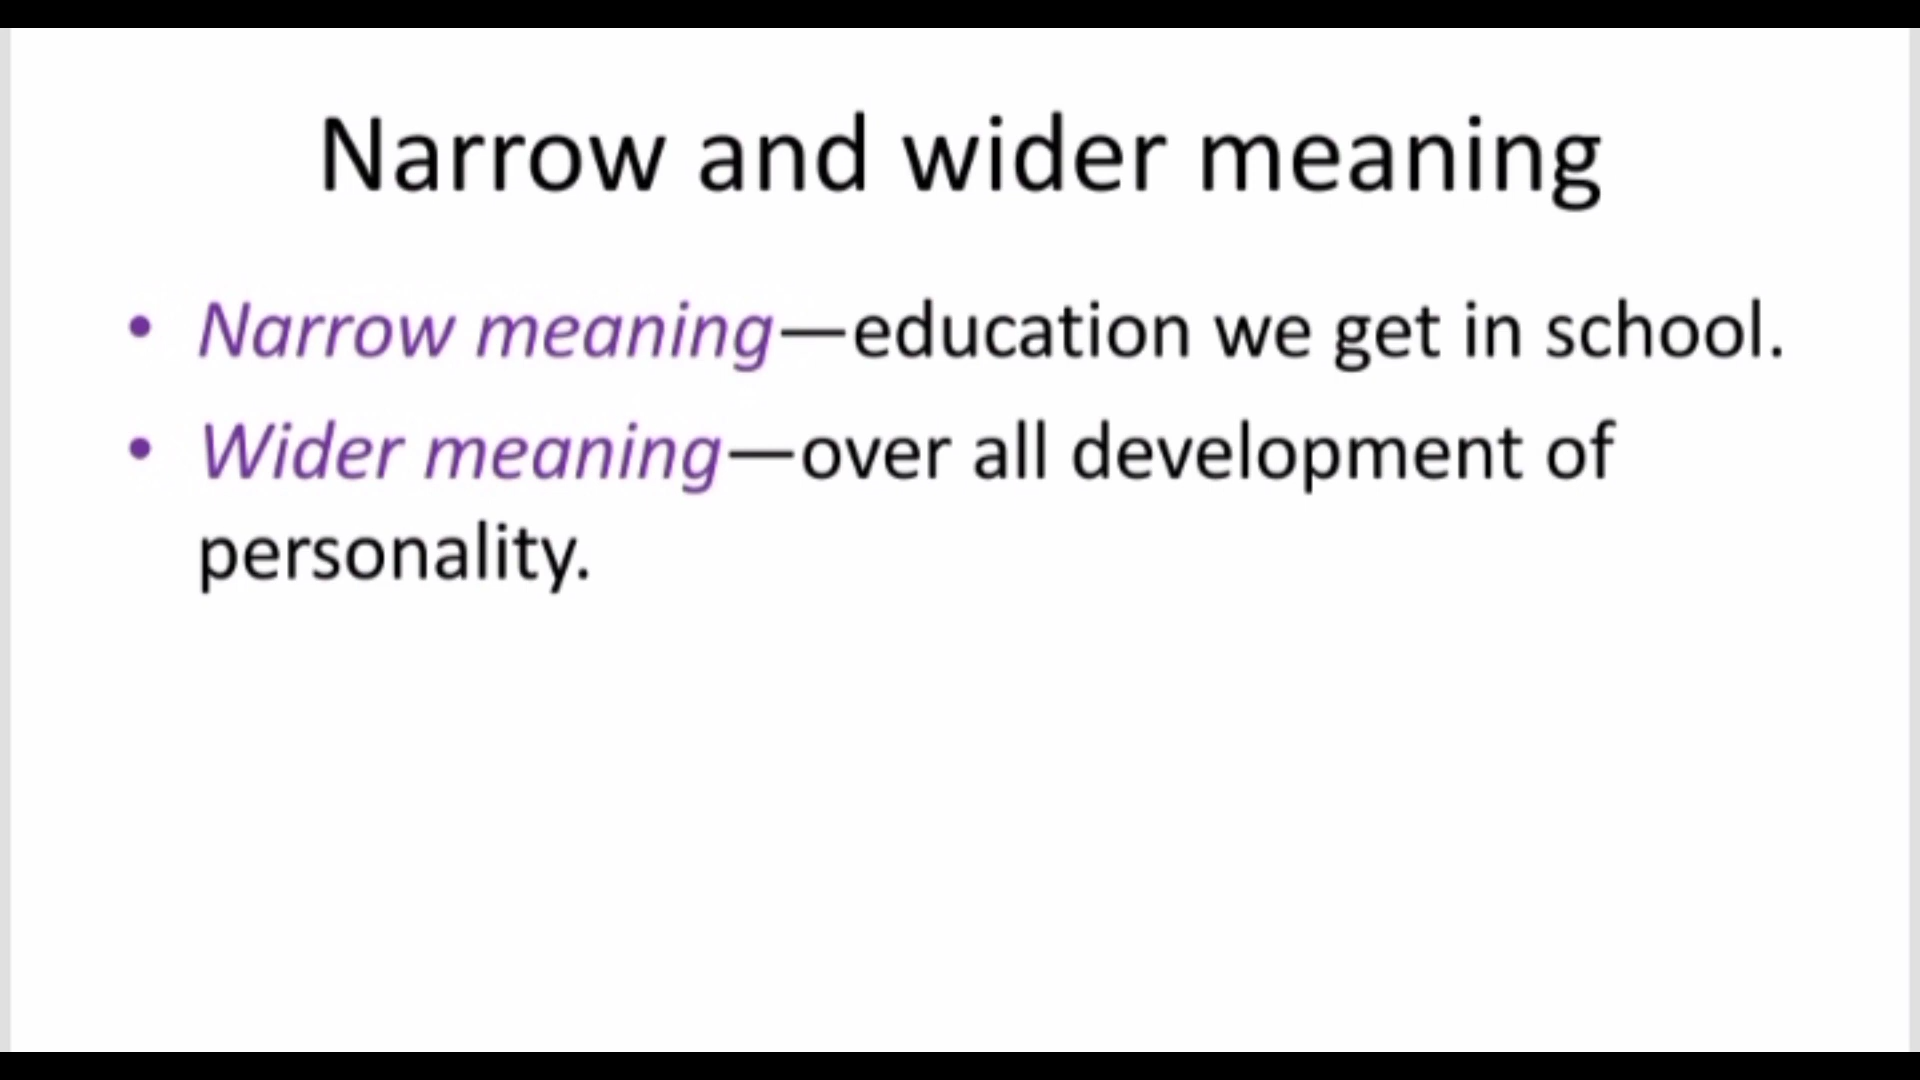 Narrow and wider meaning
• Narrow meaning—education we get in school.
• Wider meaning—over all development of
personality.